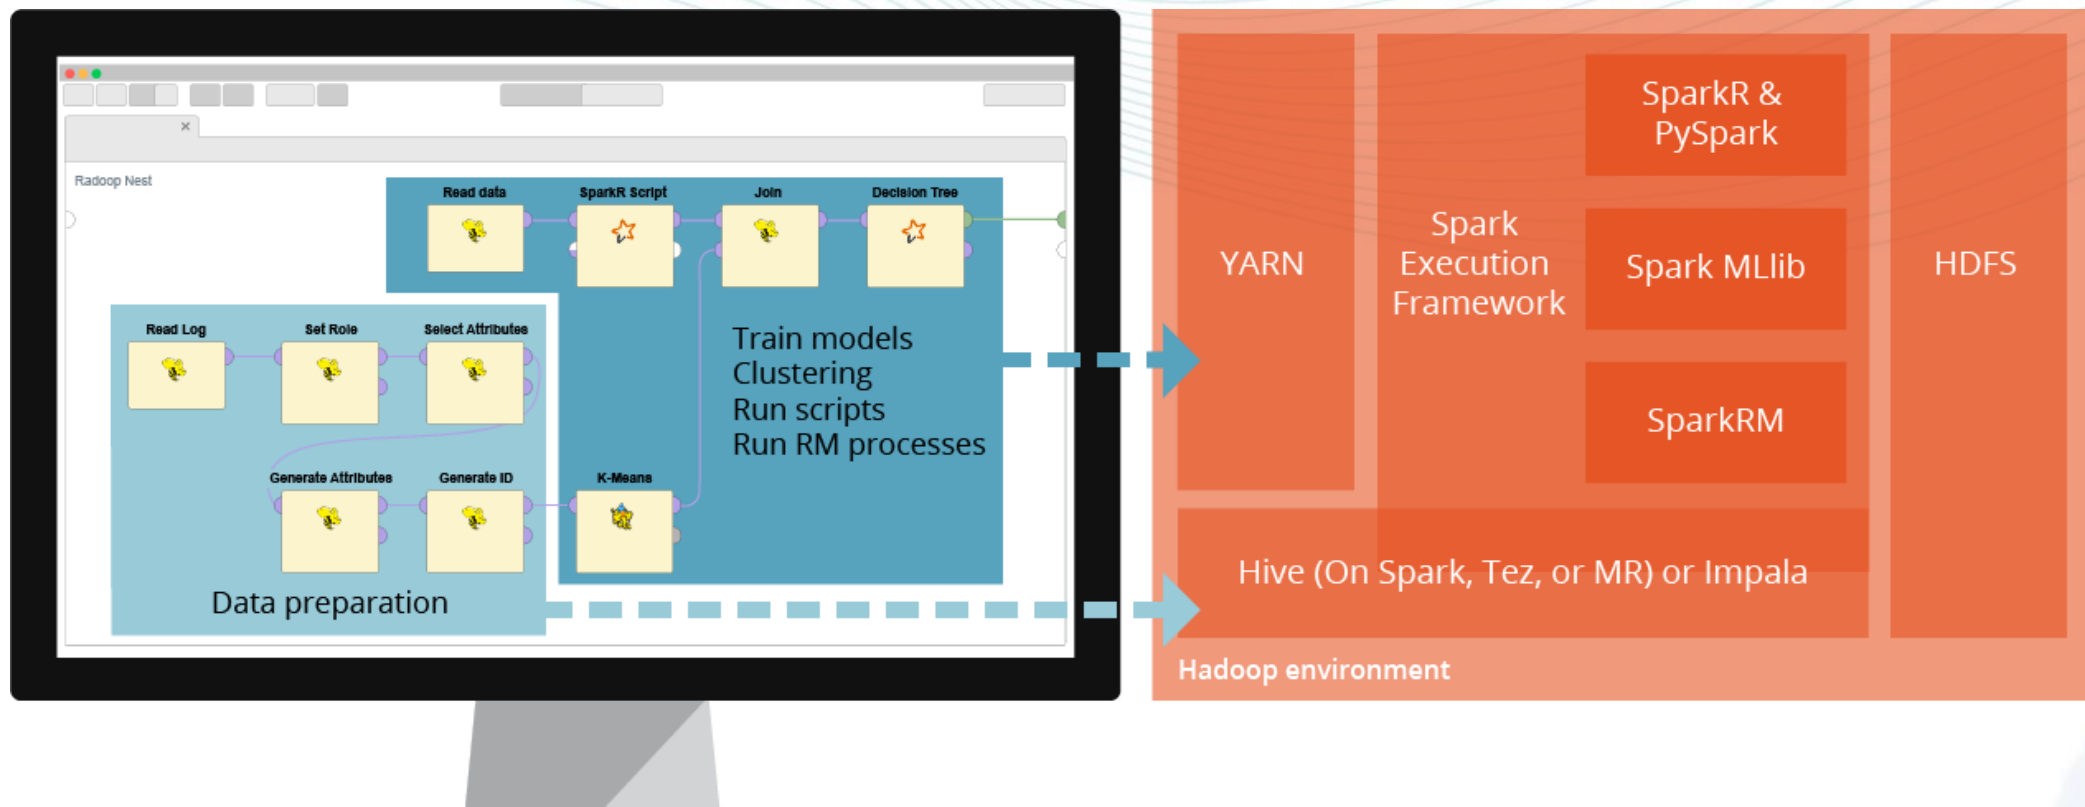 Radoop Nest
Read data
SparkR Script
Join
Decision Tree
Read Log
Set Role
Select Attributes
Generate Attributes
Generate ID
K-Means
Train models
Clustering
Run scripts
Run RM processes
Data preparation
YARN
Spark
Execution
Framework
SparkR &
PySpark
Spark MLlib
SparkRM
HDFS
Hive (On Spark, Tez, or MR) or Impala
Hadoop environment